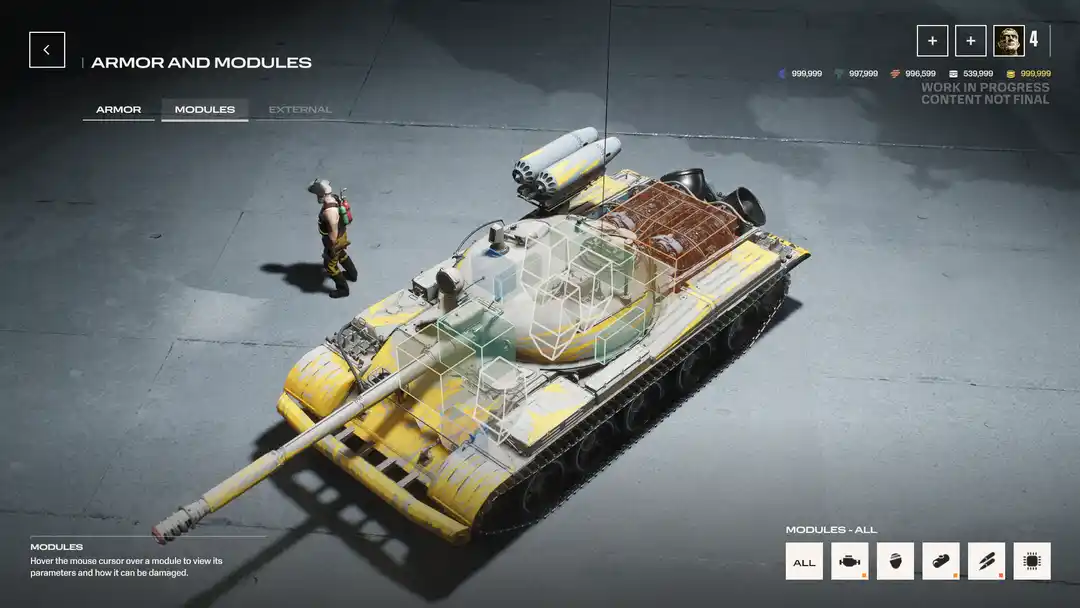 ARMOR AND MODULES
4
999,999 997,999 996,599 539,999 999,999
WORK IN PROGRESS
CONTENT NOT FINAL
ARMOR MODULES EXTERNAL
MODULES
Hover the mouse cursor over a module to view its
parameters and how it can be damaged.
MODULES - ALL
ALL